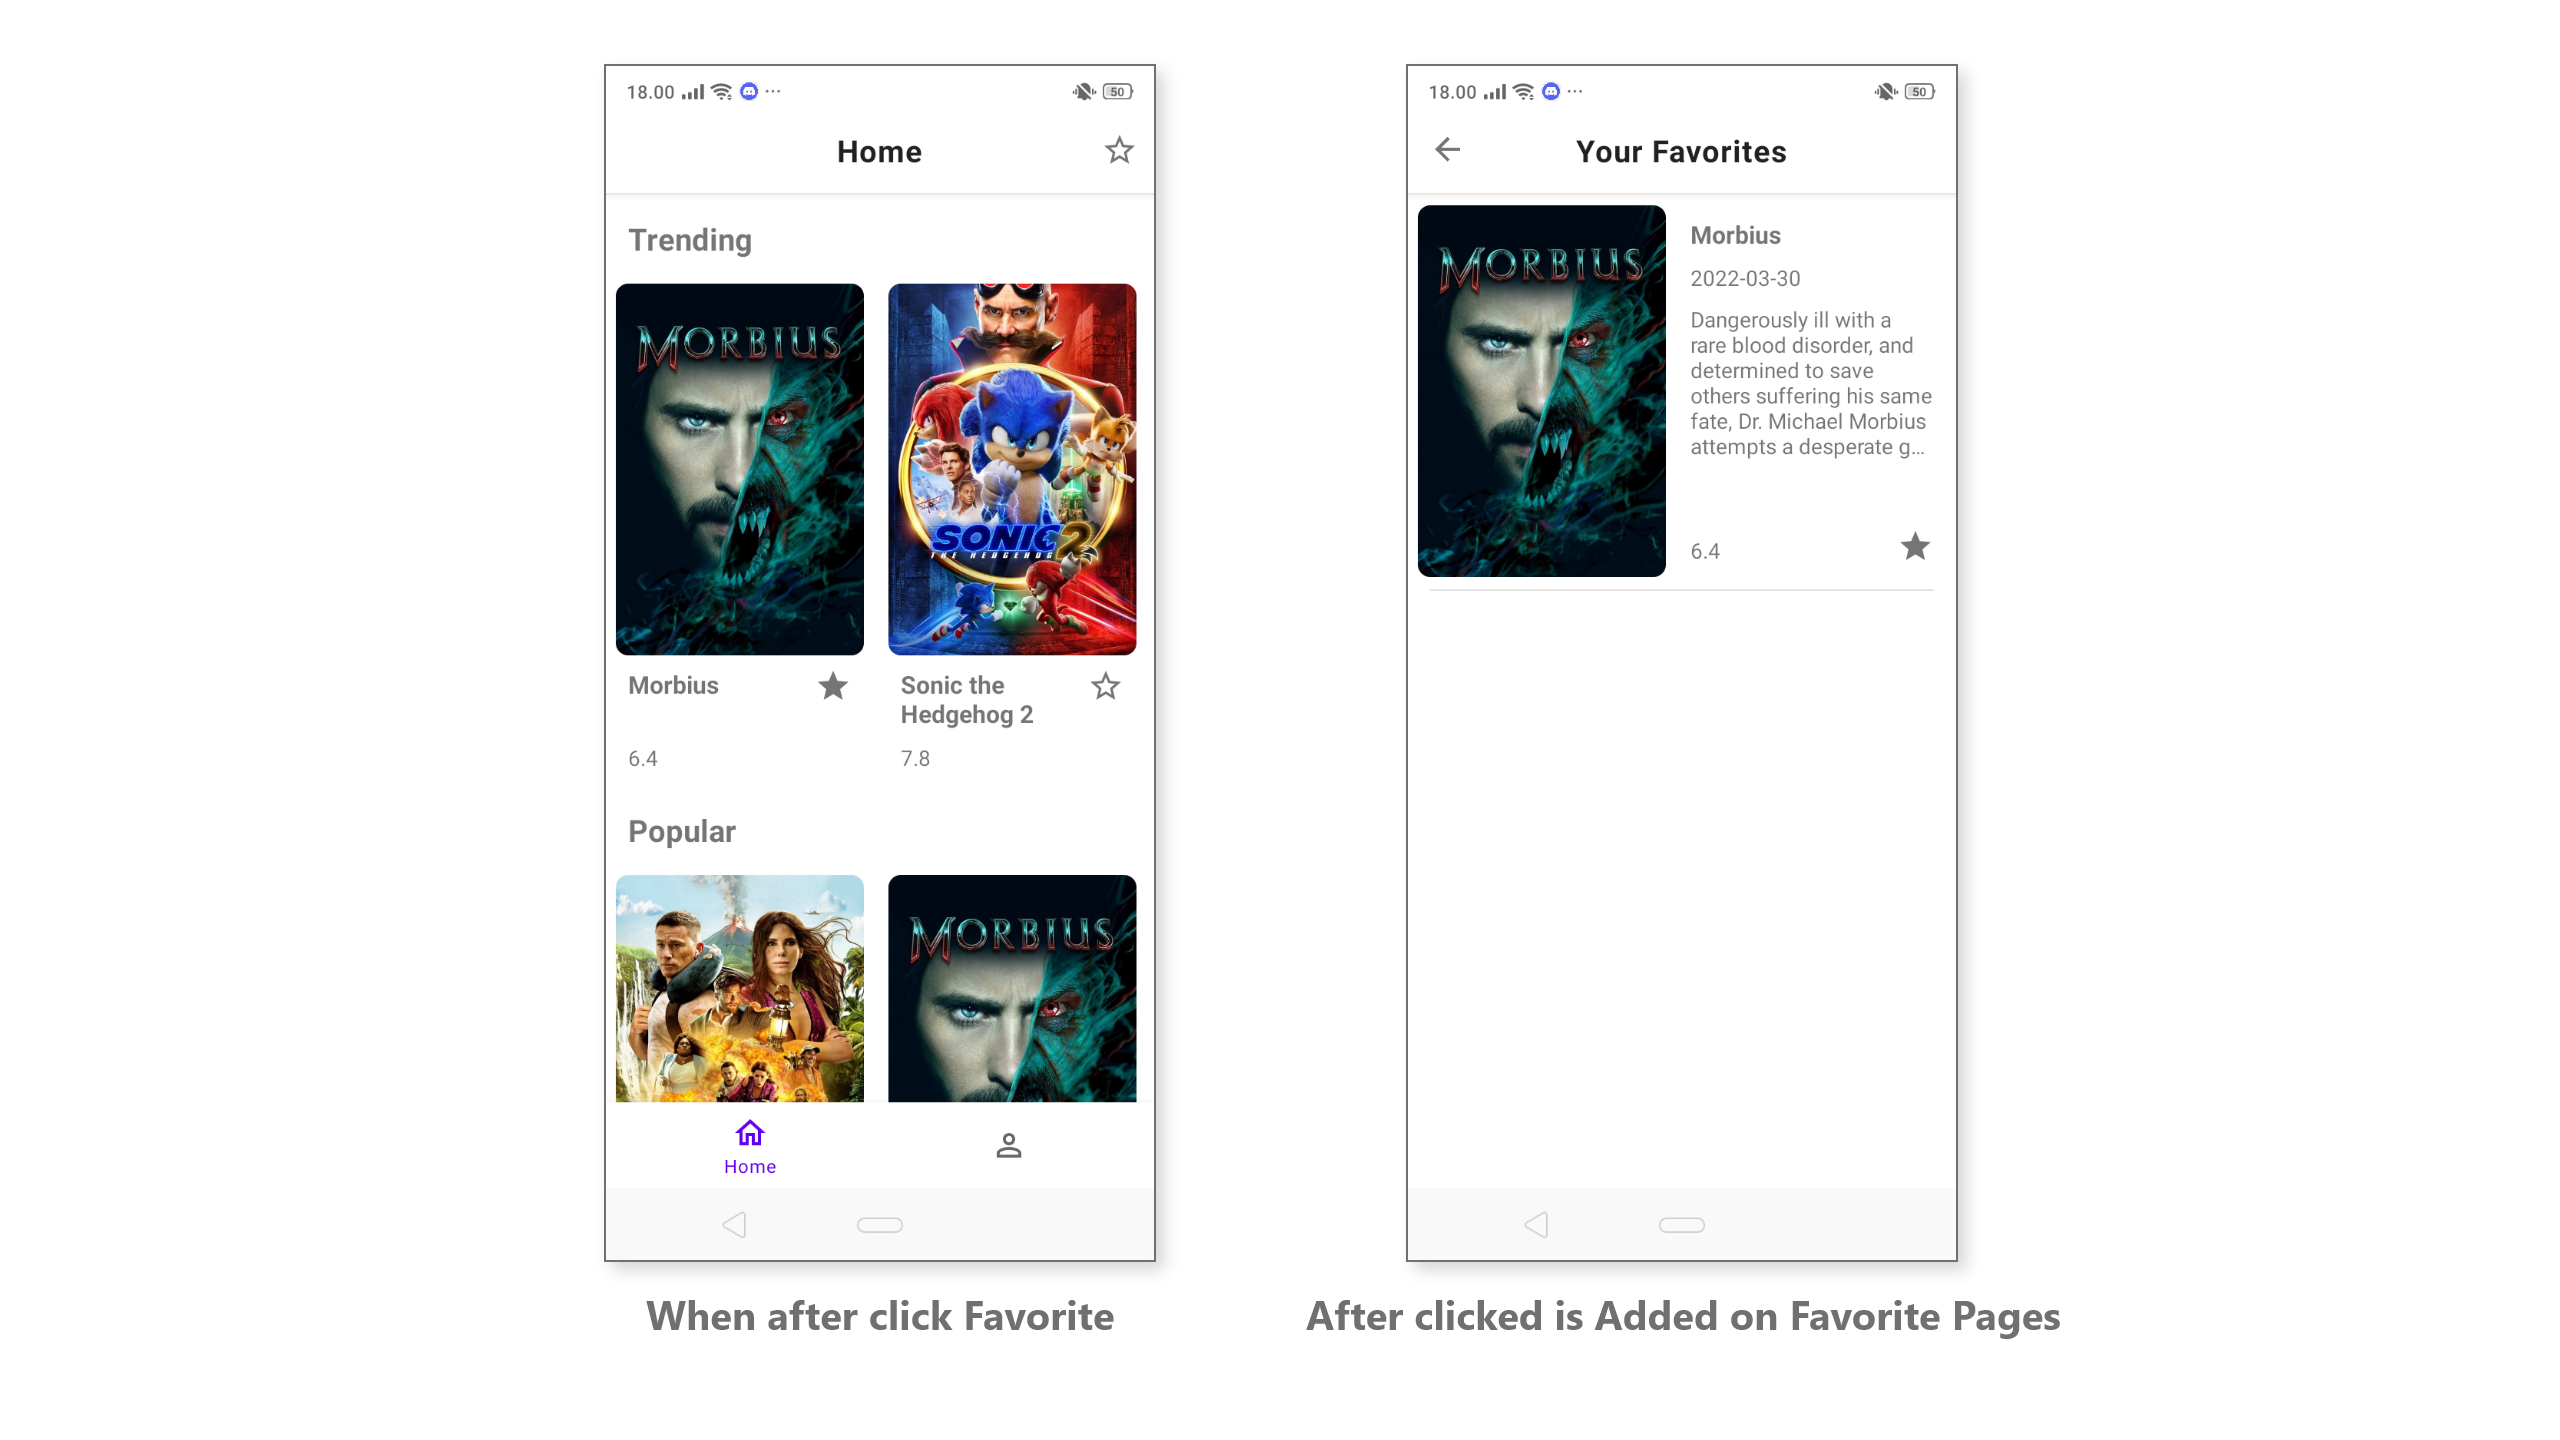 18.00
50
Home
Trending
MORBIUS
SONIC 2
THE HEDGEHOG
Morbius
Sonic the
Hedgehog 2
6.4
7.8
Popular
MORBIUS
Home
When after click Favorite
18.00
50
Your Favorites
MORBIUS
Morbius
2022-03-30
Dangerously ill with a
rare blood disorder, and
determined to save
others suffering his same
fate, Dr. Michael Morbius
attempts a desperate g...
6.4
After clicked is Added on Favorite Pages